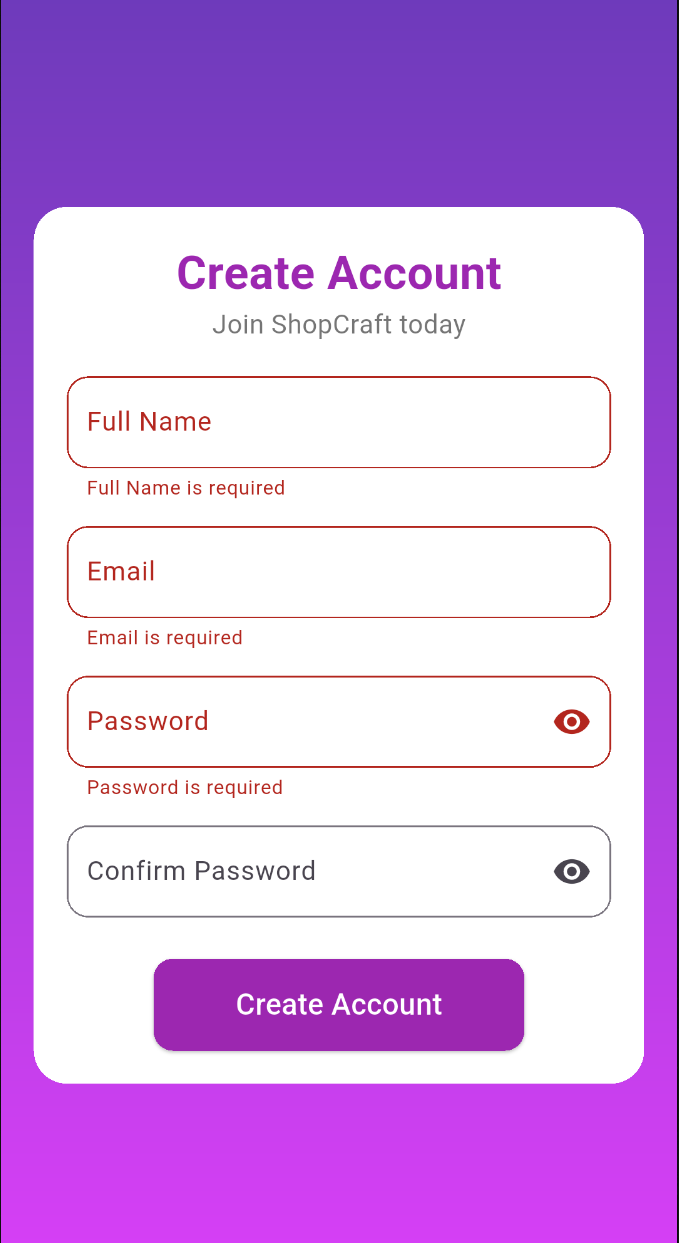 Create Account
Join ShopCraft today
Full Name
Full Name is required
Email
Email is required
Password
Password is required
Confirm Password
Create Account